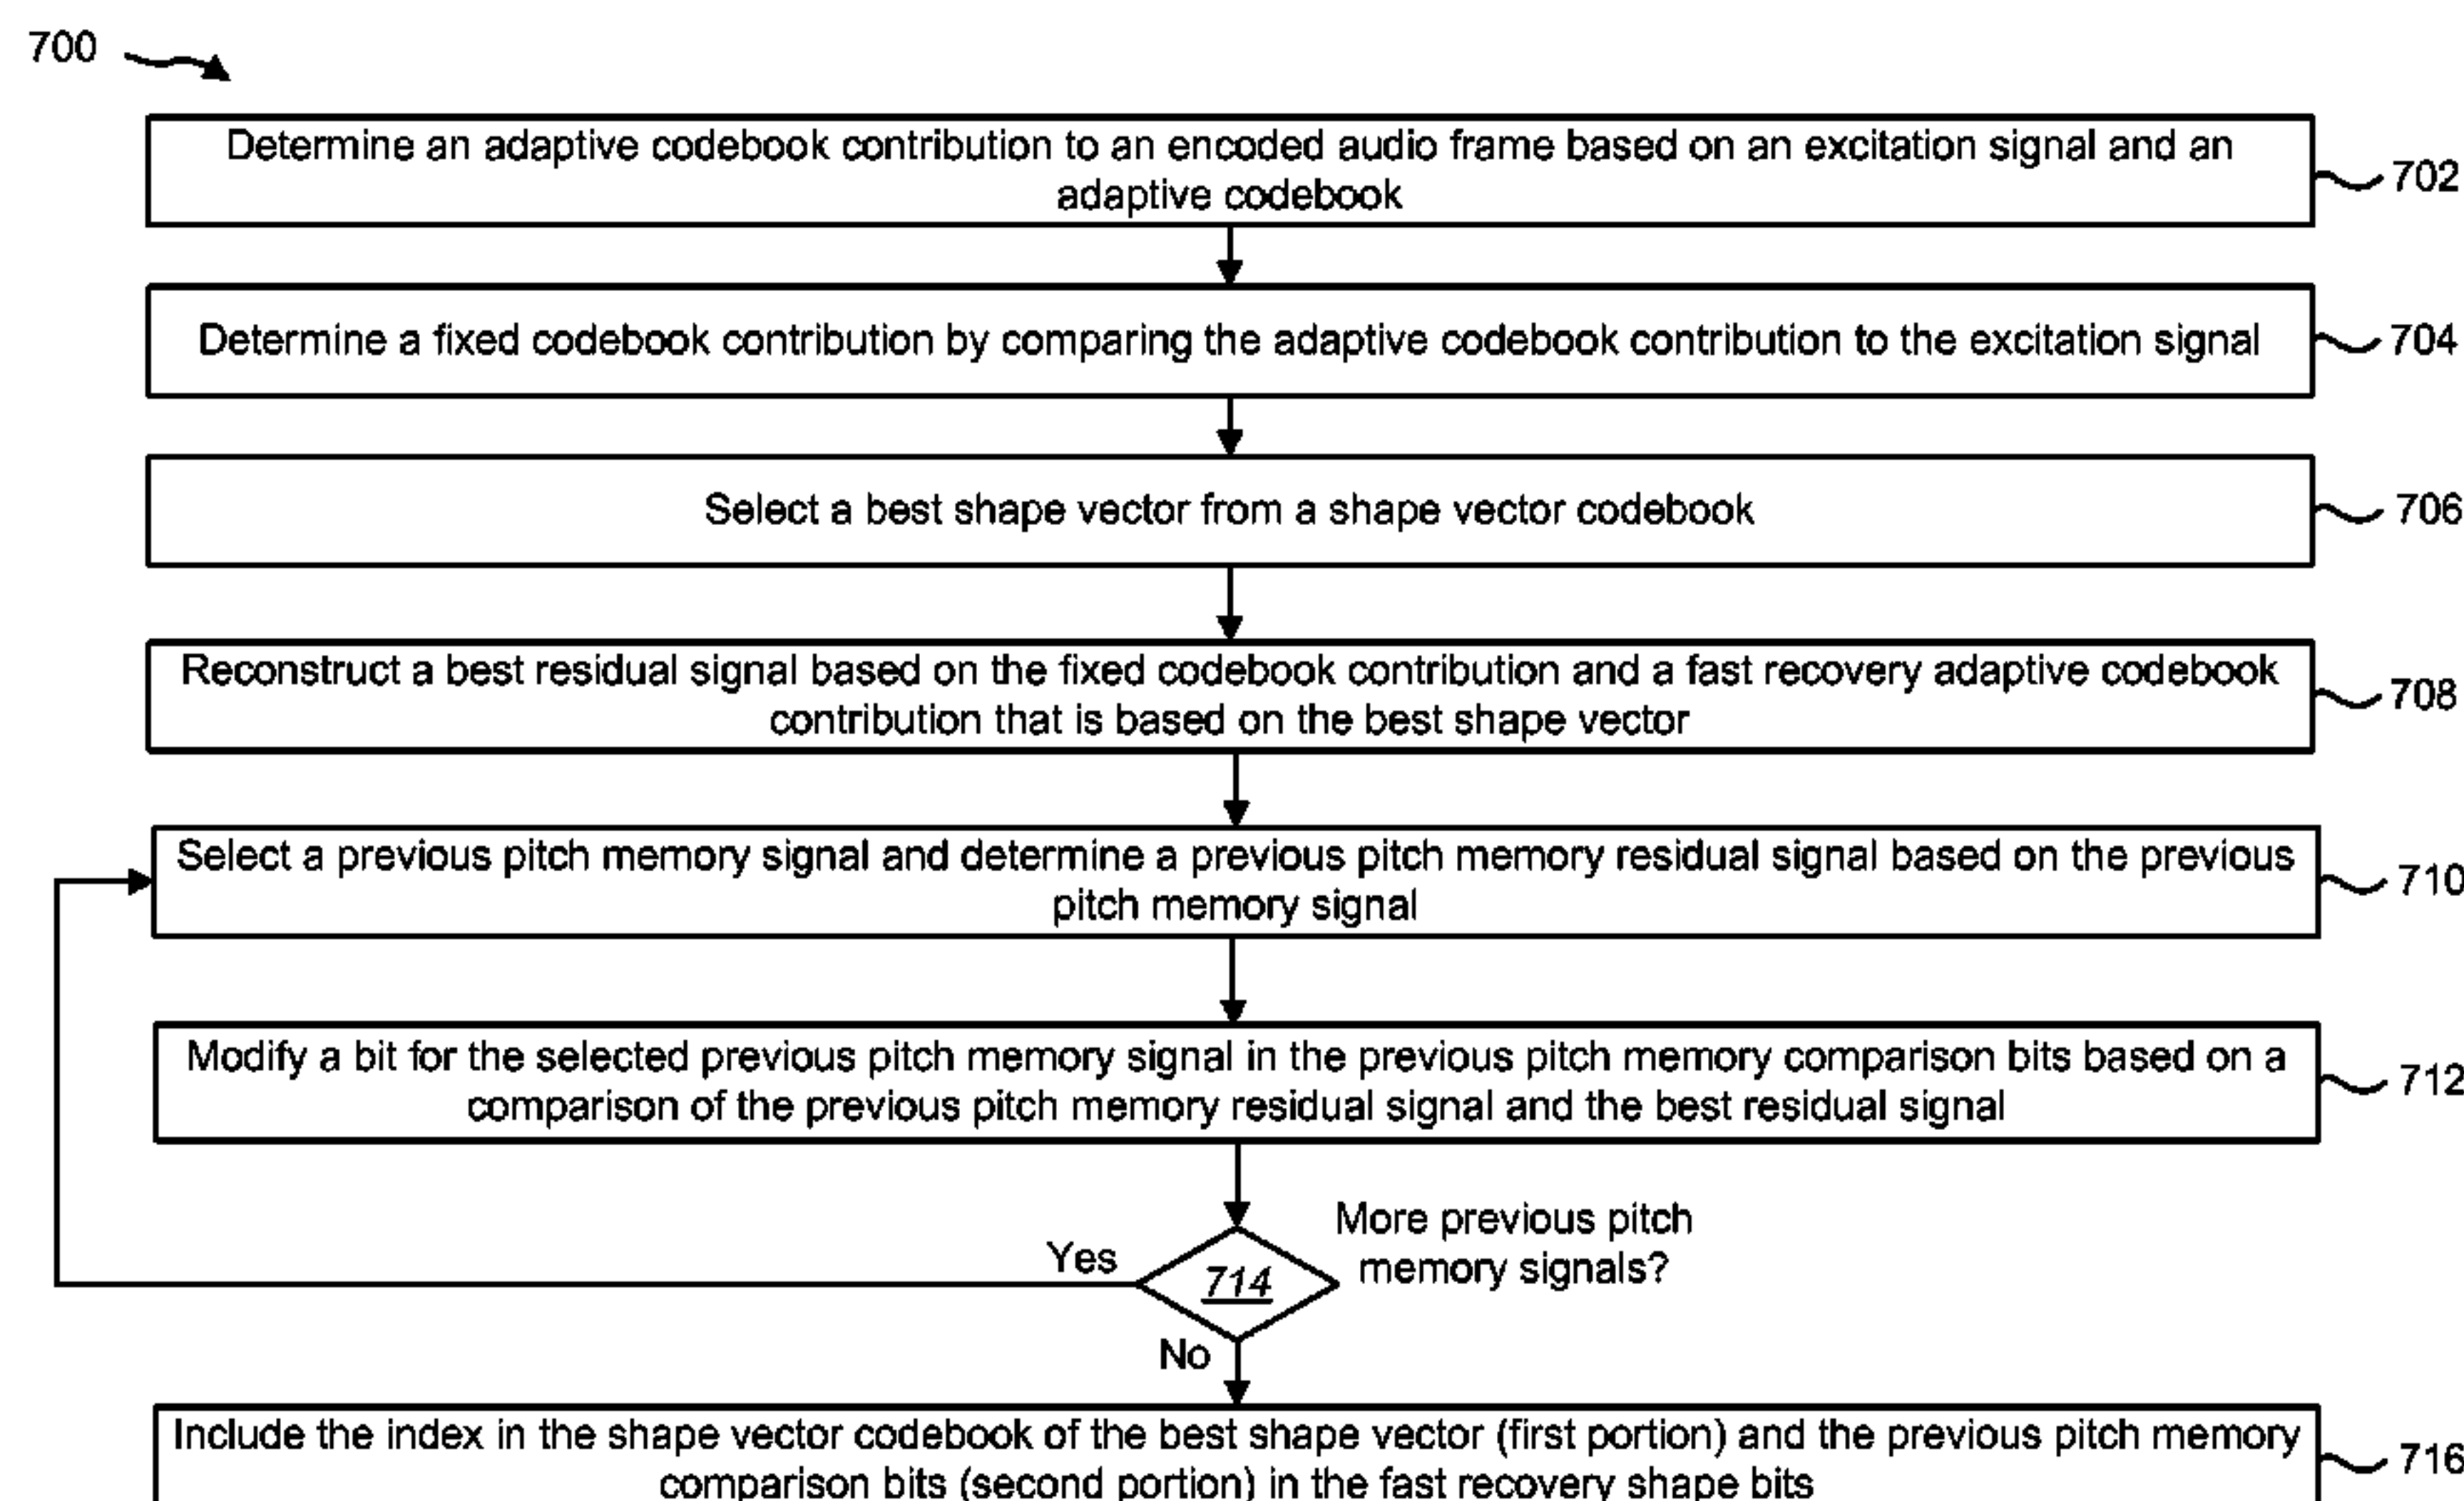 700
Determine an adaptive codebook contribution to an encoded audio frame based on an excitation signal and an
adaptive codebook
702
Determine a fixed codebook contribution by comparing the adaptive codebook contribution to the excitation signal
704
Select a best shape vector from a shape vector codebook
706
Reconstruct a best residual signal based on the fixed codebook contribution and a fast recovery adaptive codebook
contribution that is based on the best shape vector
708
Select a previous pitch memory signal and determine a previous pitch memory residual signal based on the previous
pitch memory signal
710
Modify a bit for the selected previous pitch memory signal in the previous pitch memory comparison bits based on a
comparison of the previous pitch memory residual signal and the best residual signal
712
More previous pitch
memory signals?
Yes
714
No
Include the index in the shape vector codebook of the best shape vector (first portion) and the previous pitch memory
comparison bits (second portion) in the fast recovery shape bits
716